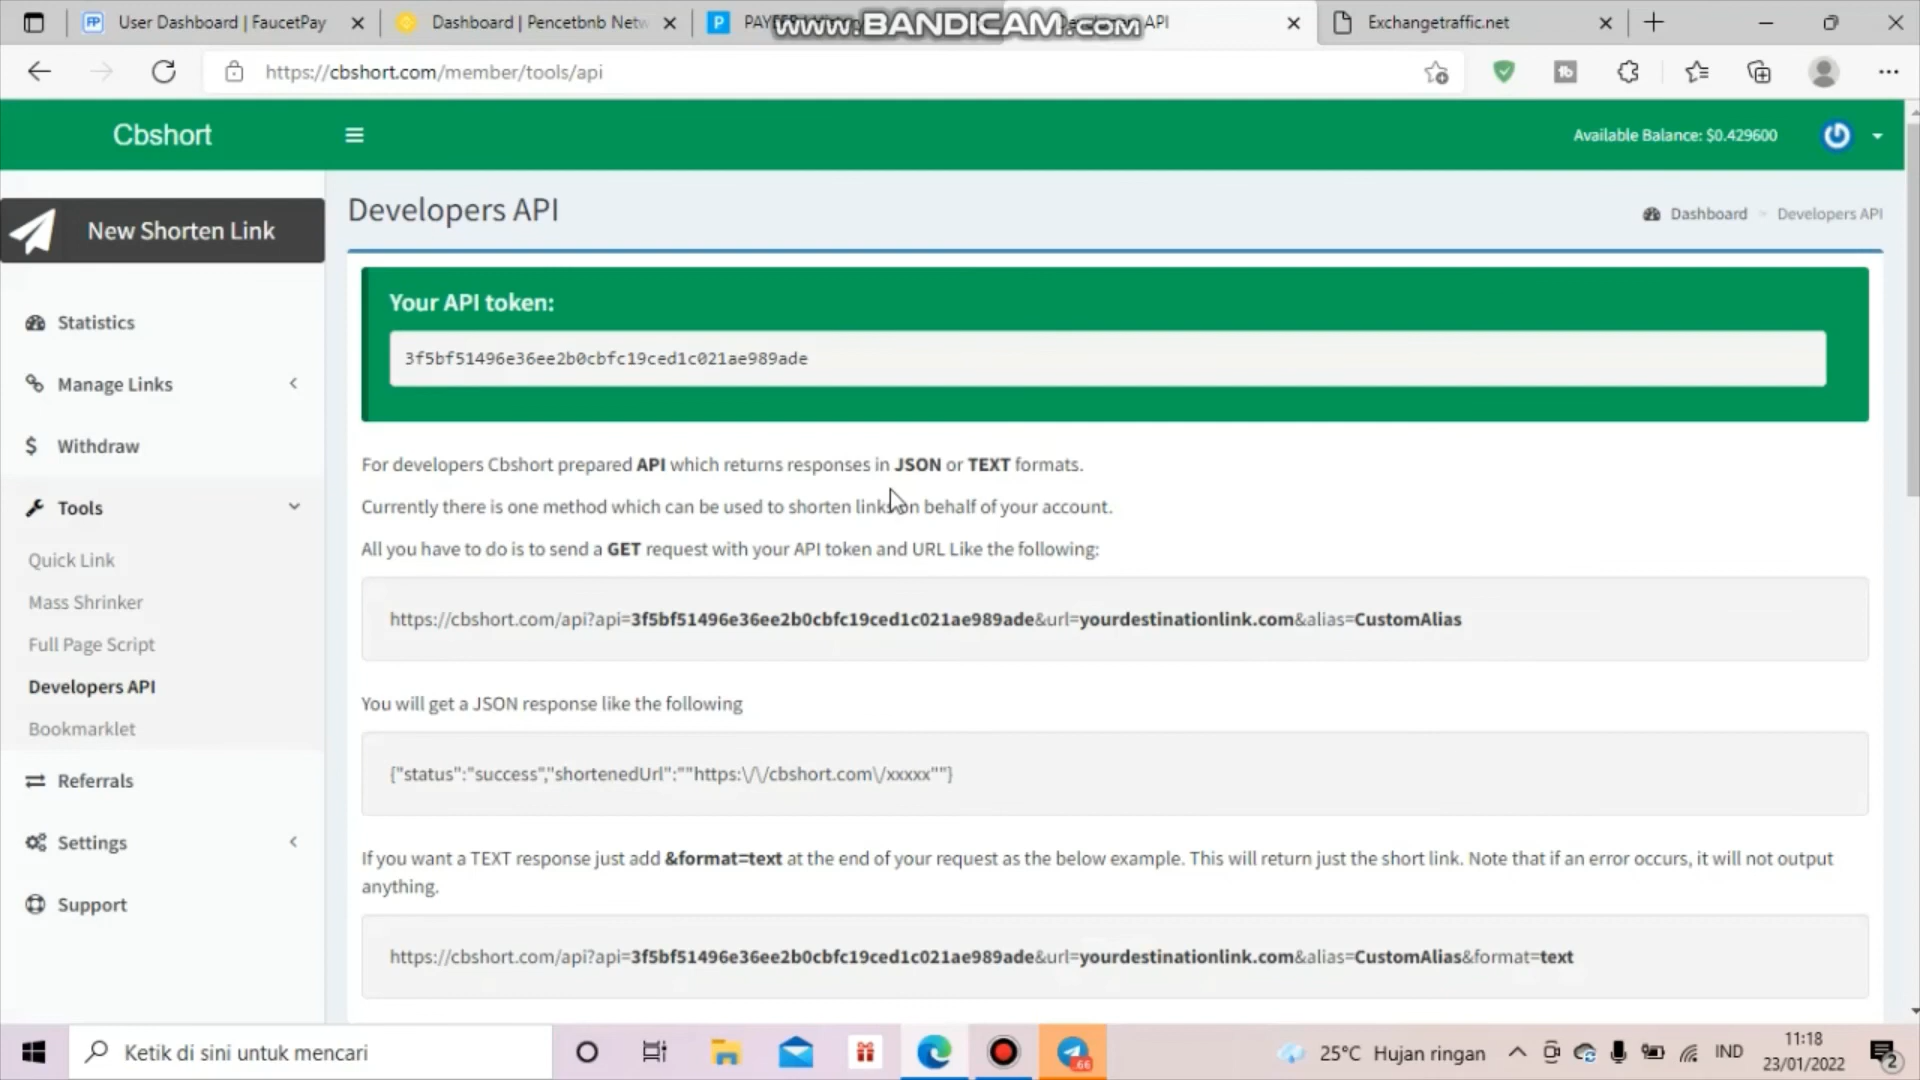 User Dashboard | FaucetPay
Dashboard | Pencetbnb Netw
PAYEER
www.BANDICAM.com
API
Exchangetraffic.net
https://cbshort.com/member/tools/api
Cbshort
Available Balance: $0.429600
New Shorten Link
Developers API
Dashboard
Developers API
Your API token:
3f5bf51496e36ee2b0cbfc19ced1c021ae989ade
Statistics
Manage Links
Withdraw
Tools
Quick Link
Mass Shrinker
Full Page Script
Developers API
Bookmarklet
Referrals
Settings
Support
For developers Cbshort prepared API which returns responses in JSON or TEXT formats.
Currently there is one method which can be used to shorten links on behalf of your account.
All you have to do is to send a GET request with your API token and URL Like the following:
https://cbshort.com/api?api=3f5bf51496e36ee2b0cbfc19ced1c021ae989ade&url=yourdestinationlink.com&alias=CustomAlias
You will get a JSON response like the following
{"status":"success","shortenedUrl":""https:\/\/cbshort.com\/xxxxx""}
If you want a TEXT response just add &format=text at the end of your request as the below example. This will return just the short link. Note that if an error occurs, it will not output
anything.
https://cbshort.com/api?api=3f5bf51496e36ee2b0cbfc19ced1c021ae989ade&url=yourdestinationlink.com&alias=CustomAlias&format=text
Ketik di sini untuk mencari
66
25°C Hujan ringan
IND
11:18
23/01/2022
2